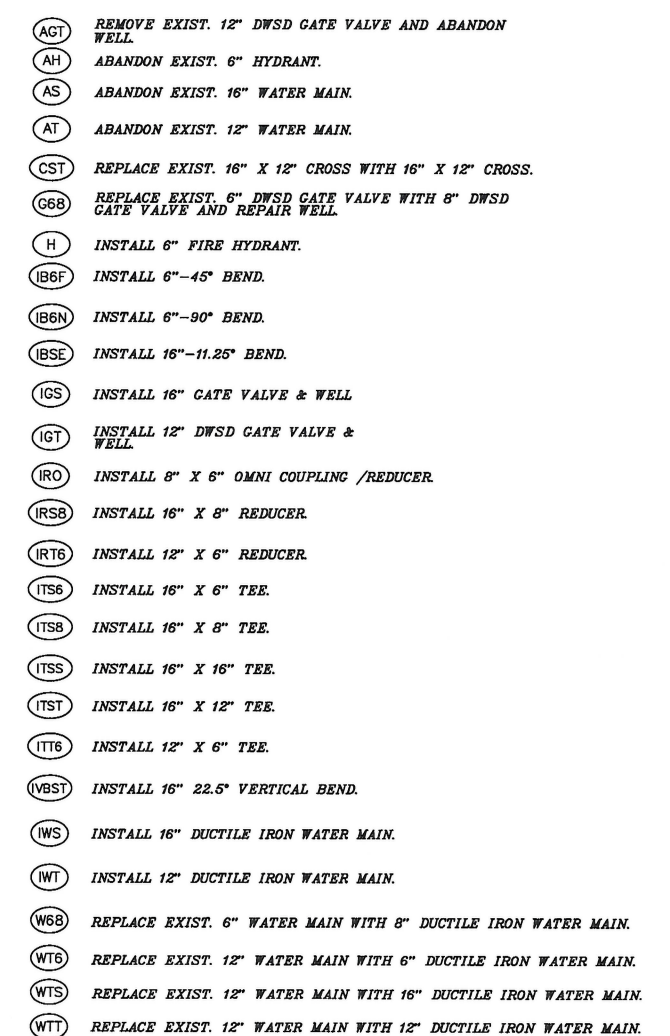 AGT REMOVE EXIST. 12" DWSD GATE VALVE AND ABANDON
WELL.
AH ABANDON EXIST. 6" HYDRANT.
AS ABANDON EXIST. 16" WATER MAIN.
AT ABANDON EXIST. 12" WATER MAIN.
CST REPLACE EXIST. 16" X 12" CROSS WITH 16" X 12" CROSS.
G68 REPLACE EXIST. 6" DWSD GATE VALVE WITH 8" DWSD
GATE VALVE AND REPAIR WELL.
H INSTALL 6" FIRE HYDRANT.
IB6F INSTALL 6"-45° BEND.
IB6N INSTALL 6"-90° BEND.
IBSE INSTALL 16"-11.25° BEND.
IGS INSTALL 16" GATE VALVE & WELL
IGT INSTALL 12" DWSD GATE VALVE &
WELL.
IRO INSTALL 8" X 6" OMNI COUPLING /REDUCER.
IRS8 INSTALL 16" X 8" REDUCER.
IRT6 INSTALL 12" X 6" REDUCER.
ITS6 INSTALL 16" X 6" TEE.
ITS8 INSTALL 16" X 8" TEE.
ITSS INSTALL 16" X 16" TEE.
ITST INSTALL 16" X 12" TEE.
ITT6 INSTALL 12" X 6" TEE.
IVBST INSTALL 16" 22.5° VERTICAL BEND.
IWS INSTALL 16" DUCTILE IRON WATER MAIN.
IWT INSTALL 12" DUCTILE IRON WATER MAIN.
W68 REPLACE EXIST. 6" WATER MAIN WITH 8" DUCTILE IRON WATER MAIN.
WT6 REPLACE EXIST. 12" WATER MAIN WITH 6" DUCTILE IRON WATER MAIN.
WTS REPLACE EXIST. 12" WATER MAIN WITH 16" DUCTILE IRON WATER MAIN.
WTT REPLACE EXIST. 12" WATER MAIN WITH 12" DUCTILE IRON WATER MAIN.